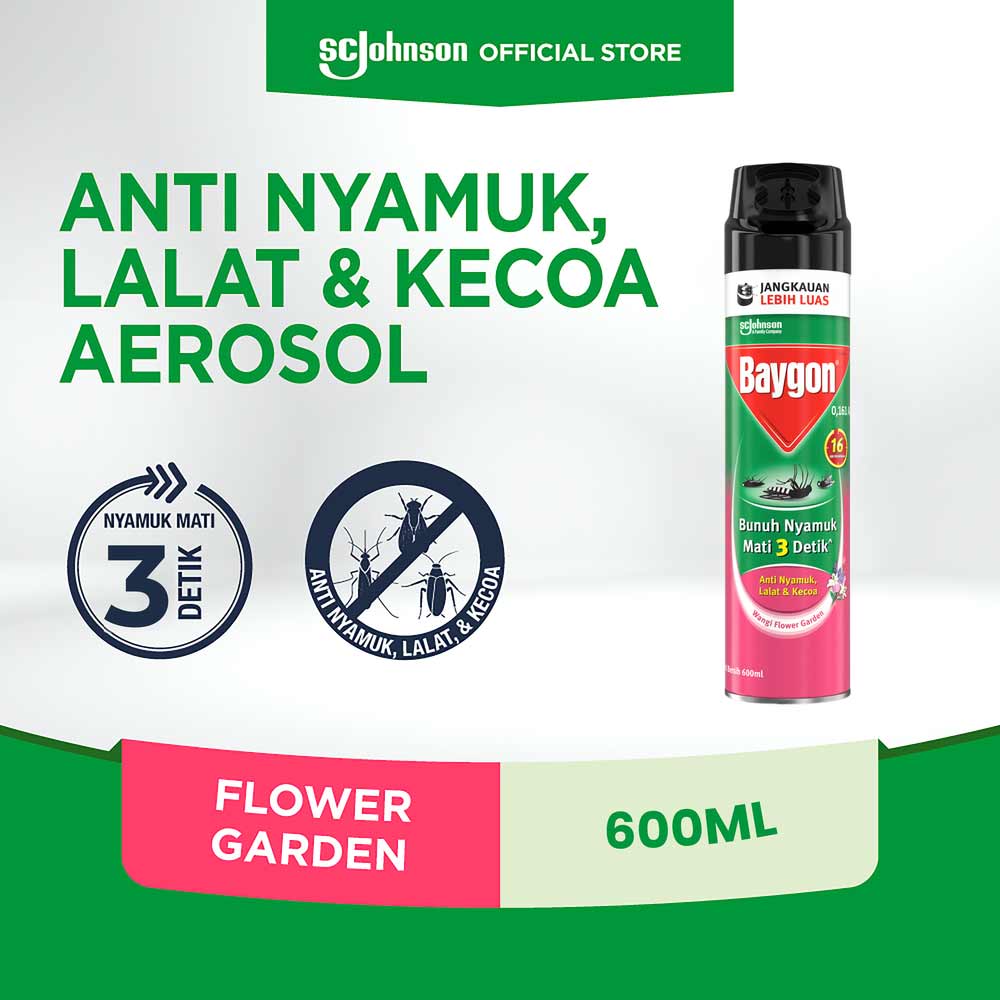 SCJohnson OFFICIAL STORE
ANTI NYAMUK,
LALAT & KECOA
AEROSOL
NYAMUK MATI
3 DETIK
ANTI NYAMUK, LALAT, & KECOA
JANGKAUAN
LEBIH LUAS
SCJohnson
A Family Company
Baygon
16
Bunuh Nyamuk
Mati 3 Detik^
Anti Nyamuk,
Lalat & Kecoa
Wangi Flower Garden
600ml
FLOWER
GARDEN
600ML